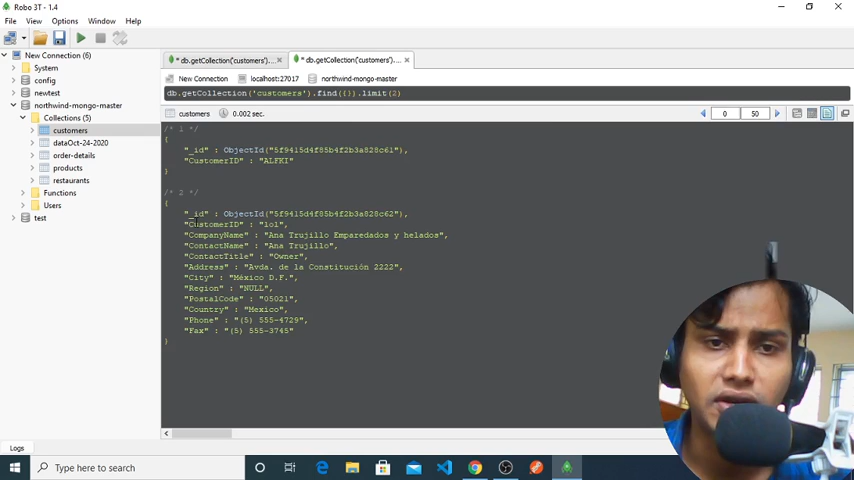 Robo 3T - 1.4
File View Options Window Help
New Connection (6)
System
config
newtest
northwind-mongo-master
Collections (5)
customers
dataOct-24-2020
order-details
products
restaurants
Functions
Users
test
* db.getCollection('customers')....
* db.getCollection('customers')....
New Connection localhost:27017 northwind-mongo-master
db.getCollection('customers').find({}).limit(2)
customers 0.002 sec.
0 50
/* 1 */
{
"_id" : ObjectId("5f9415d4f85b4f2b3a828c61"),
"CustomerID" : "ALFKI"
}
/* 2 */
{
"_id" : ObjectId("5f9415d4f85b4f2b3a828c62"),
"CustomerID" : "lol",
"CompanyName" : "Ana Trujillo Emparedados y helados",
"ContactName" : "Ana Trujillo",
"ContactTitle" : "Owner",
"Address" : "Avda. de la Constitución 2222",
"City" : "México D.F.",
"Region" : "NULL",
"PostalCode" : "05021",
"Country" : "Mexico",
"Phone" : "(5) 555-4729",
"Fax" : "(5) 555-3745"
}
Logs
Type here to search